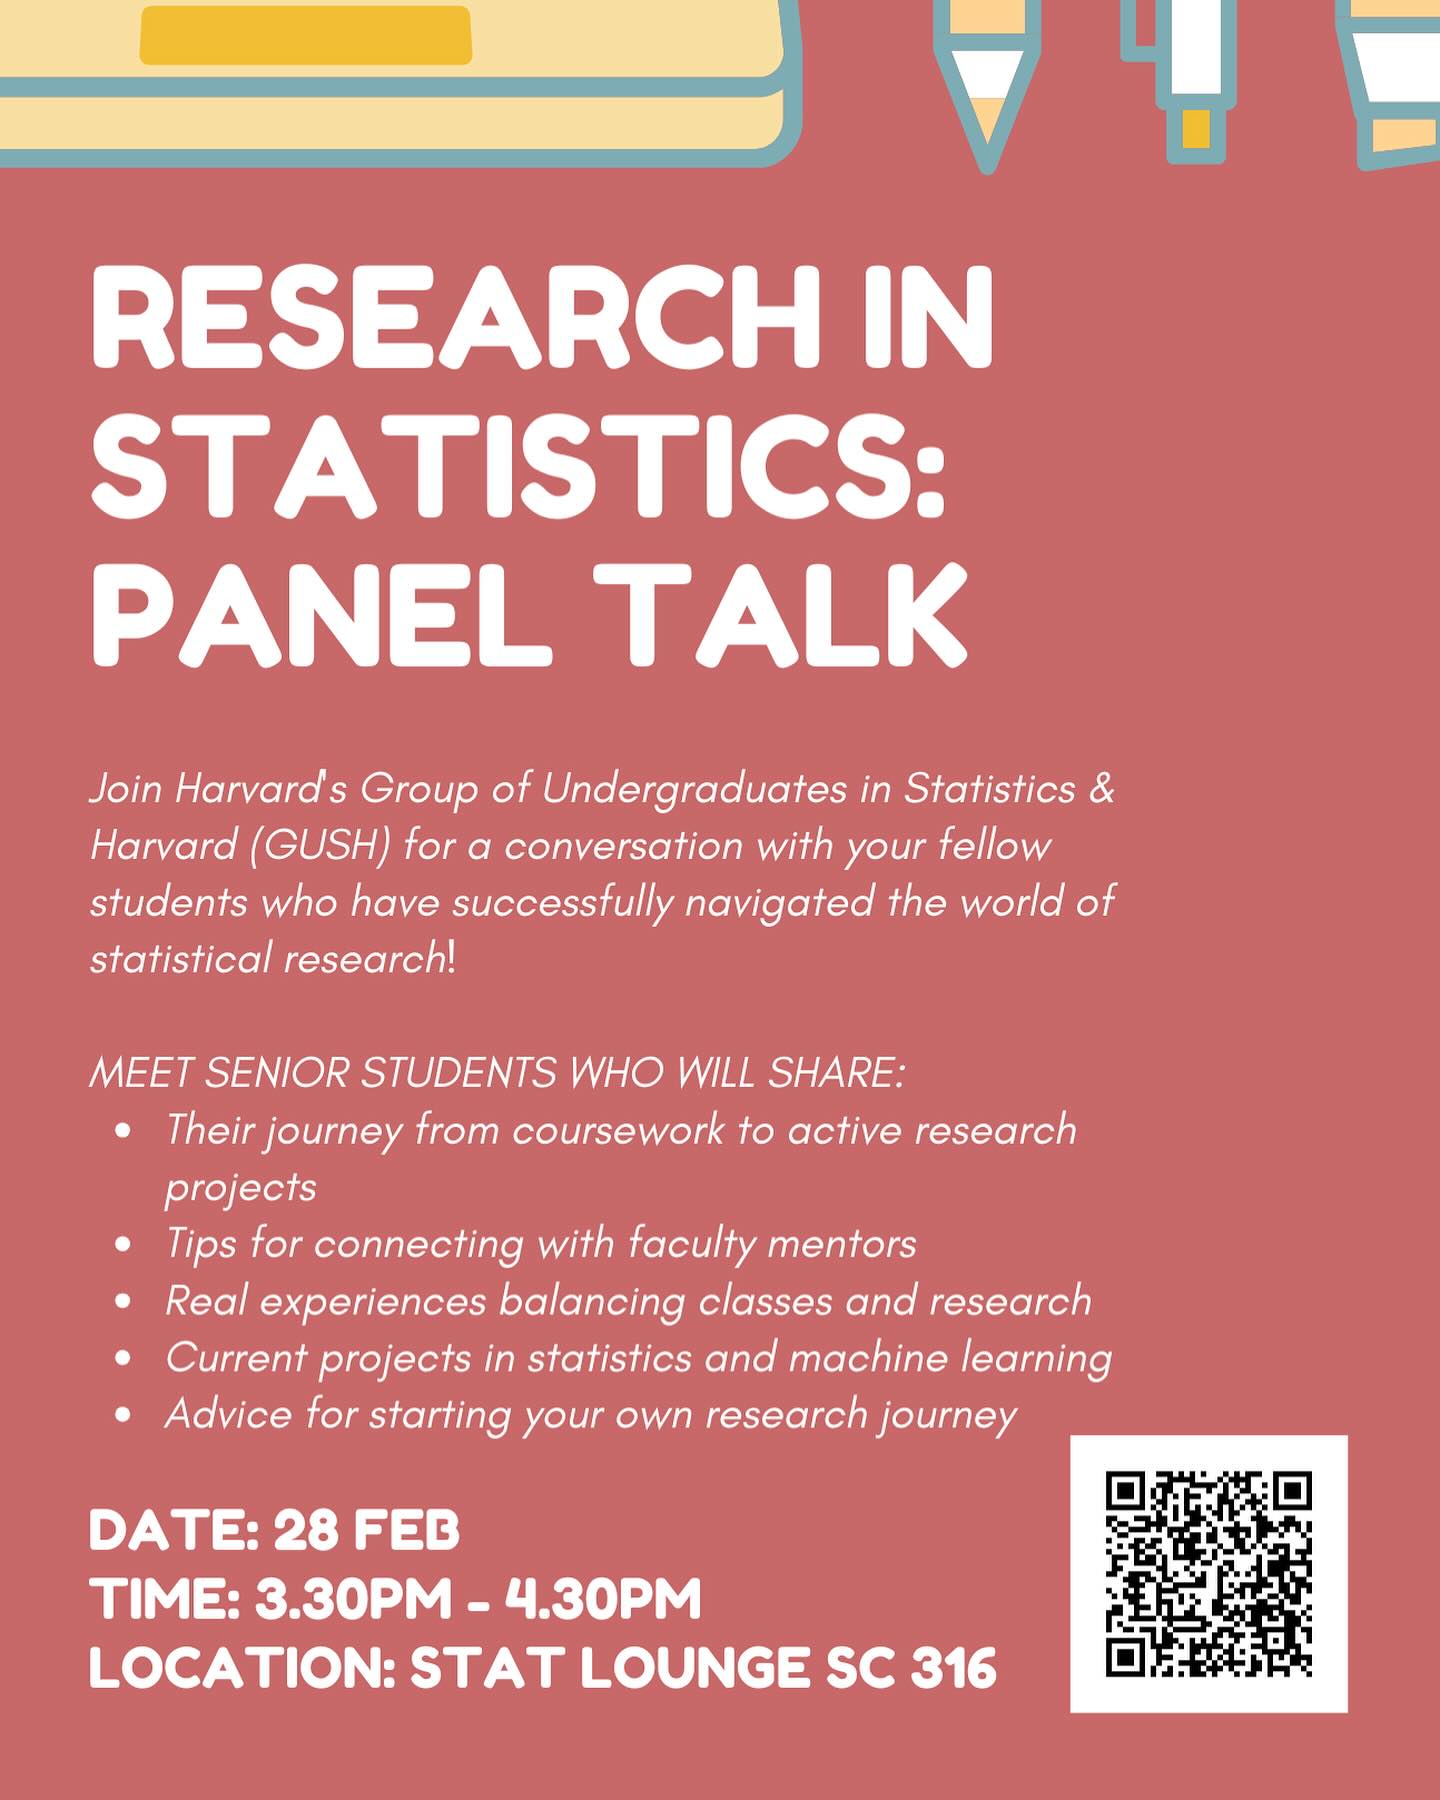 RESEARCH IN
STATISTICS:
PANEL TALK
Join Harvard's Group of Undergraduates in Statistics &
Harvard (GUSH) for a conversation with your fellow
students who have successfully navigated the world of
statistical research!
MEET SENIOR STUDENTS WHO WILL SHARE:
• Their journey from coursework to active research
projects
• Tips for connecting with faculty mentors
• Real experiences balancing classes and research
• Current projects in statistics and machine learning
• Advice for starting your own research journey
DATE: 28 FEB
TIME: 3.30PM - 4.30PM
LOCATION: STAT LOUNGE SC 316